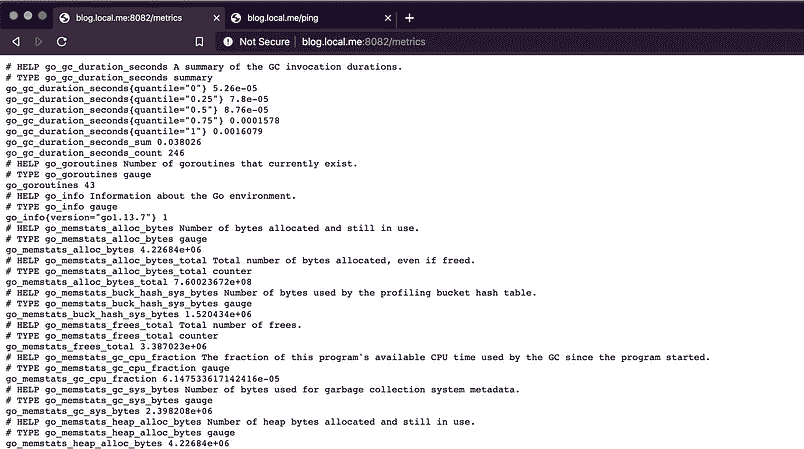 blog.local.me:8082/metrics
blog.local.me/ping
Not Secure
blog.local.me:8082/metrics
# HELP go_gc_duration_seconds A summary of the GC invocation durations.
# TYPE go_gc_duration_seconds summary
go_gc_duration_seconds{quantile="0"} 5.26e-05
go_gc_duration_seconds{quantile="0.25"} 7.8e-05
go_gc_duration_seconds{quantile="0.5"} 8.76e-05
go_gc_duration_seconds{quantile="0.75"} 0.0001578
go_gc_duration_seconds{quantile="1"} 0.0016079
go_gc_duration_seconds_sum 0.038026
go_gc_duration_seconds_count 246
# HELP go_goroutines Number of goroutines that currently exist.
# TYPE go_goroutines gauge
go_goroutines 43
# HELP go_info Information about the Go environment.
# TYPE go_info gauge
go_info{version="go1.13.7"} 1
# HELP go_memstats_alloc_bytes Number of bytes allocated and still in use.
# TYPE go_memstats_alloc_bytes gauge
go_memstats_alloc_bytes 4.22684e+06
# HELP go_memstats_alloc_bytes_total Total number of bytes allocated, even if freed.
# TYPE go_memstats_alloc_bytes_total counter
go_memstats_alloc_bytes_total 7.60023672e+08
# HELP go_memstats_buck_hash_sys_bytes Number of bytes used by the profiling bucket hash table.
# TYPE go_memstats_buck_hash_sys_bytes gauge
go_memstats_buck_hash_sys_bytes 1.520434e+06
# HELP go_memstats_frees_total Total number of frees.
# TYPE go_memstats_frees_total counter
go_memstats_frees_total 3.387023e+06
# HELP go_memstats_gc_cpu_fraction The fraction of this program's available CPU time used by the GC since the program started.
# TYPE go_memstats_gc_cpu_fraction gauge
go_memstats_gc_cpu_fraction 6.147533617142416e-05
# HELP go_memstats_gc_sys_bytes Number of bytes used for garbage collection system metadata.
# TYPE go_memstats_gc_sys_bytes gauge
go_memstats_gc_sys_bytes 2.398208e+06
# HELP go_memstats_heap_alloc_bytes Number of heap bytes allocated and still in use.
# TYPE go_memstats_heap_alloc_bytes gauge
go_memstats_heap_alloc_bytes 4.22684e+06